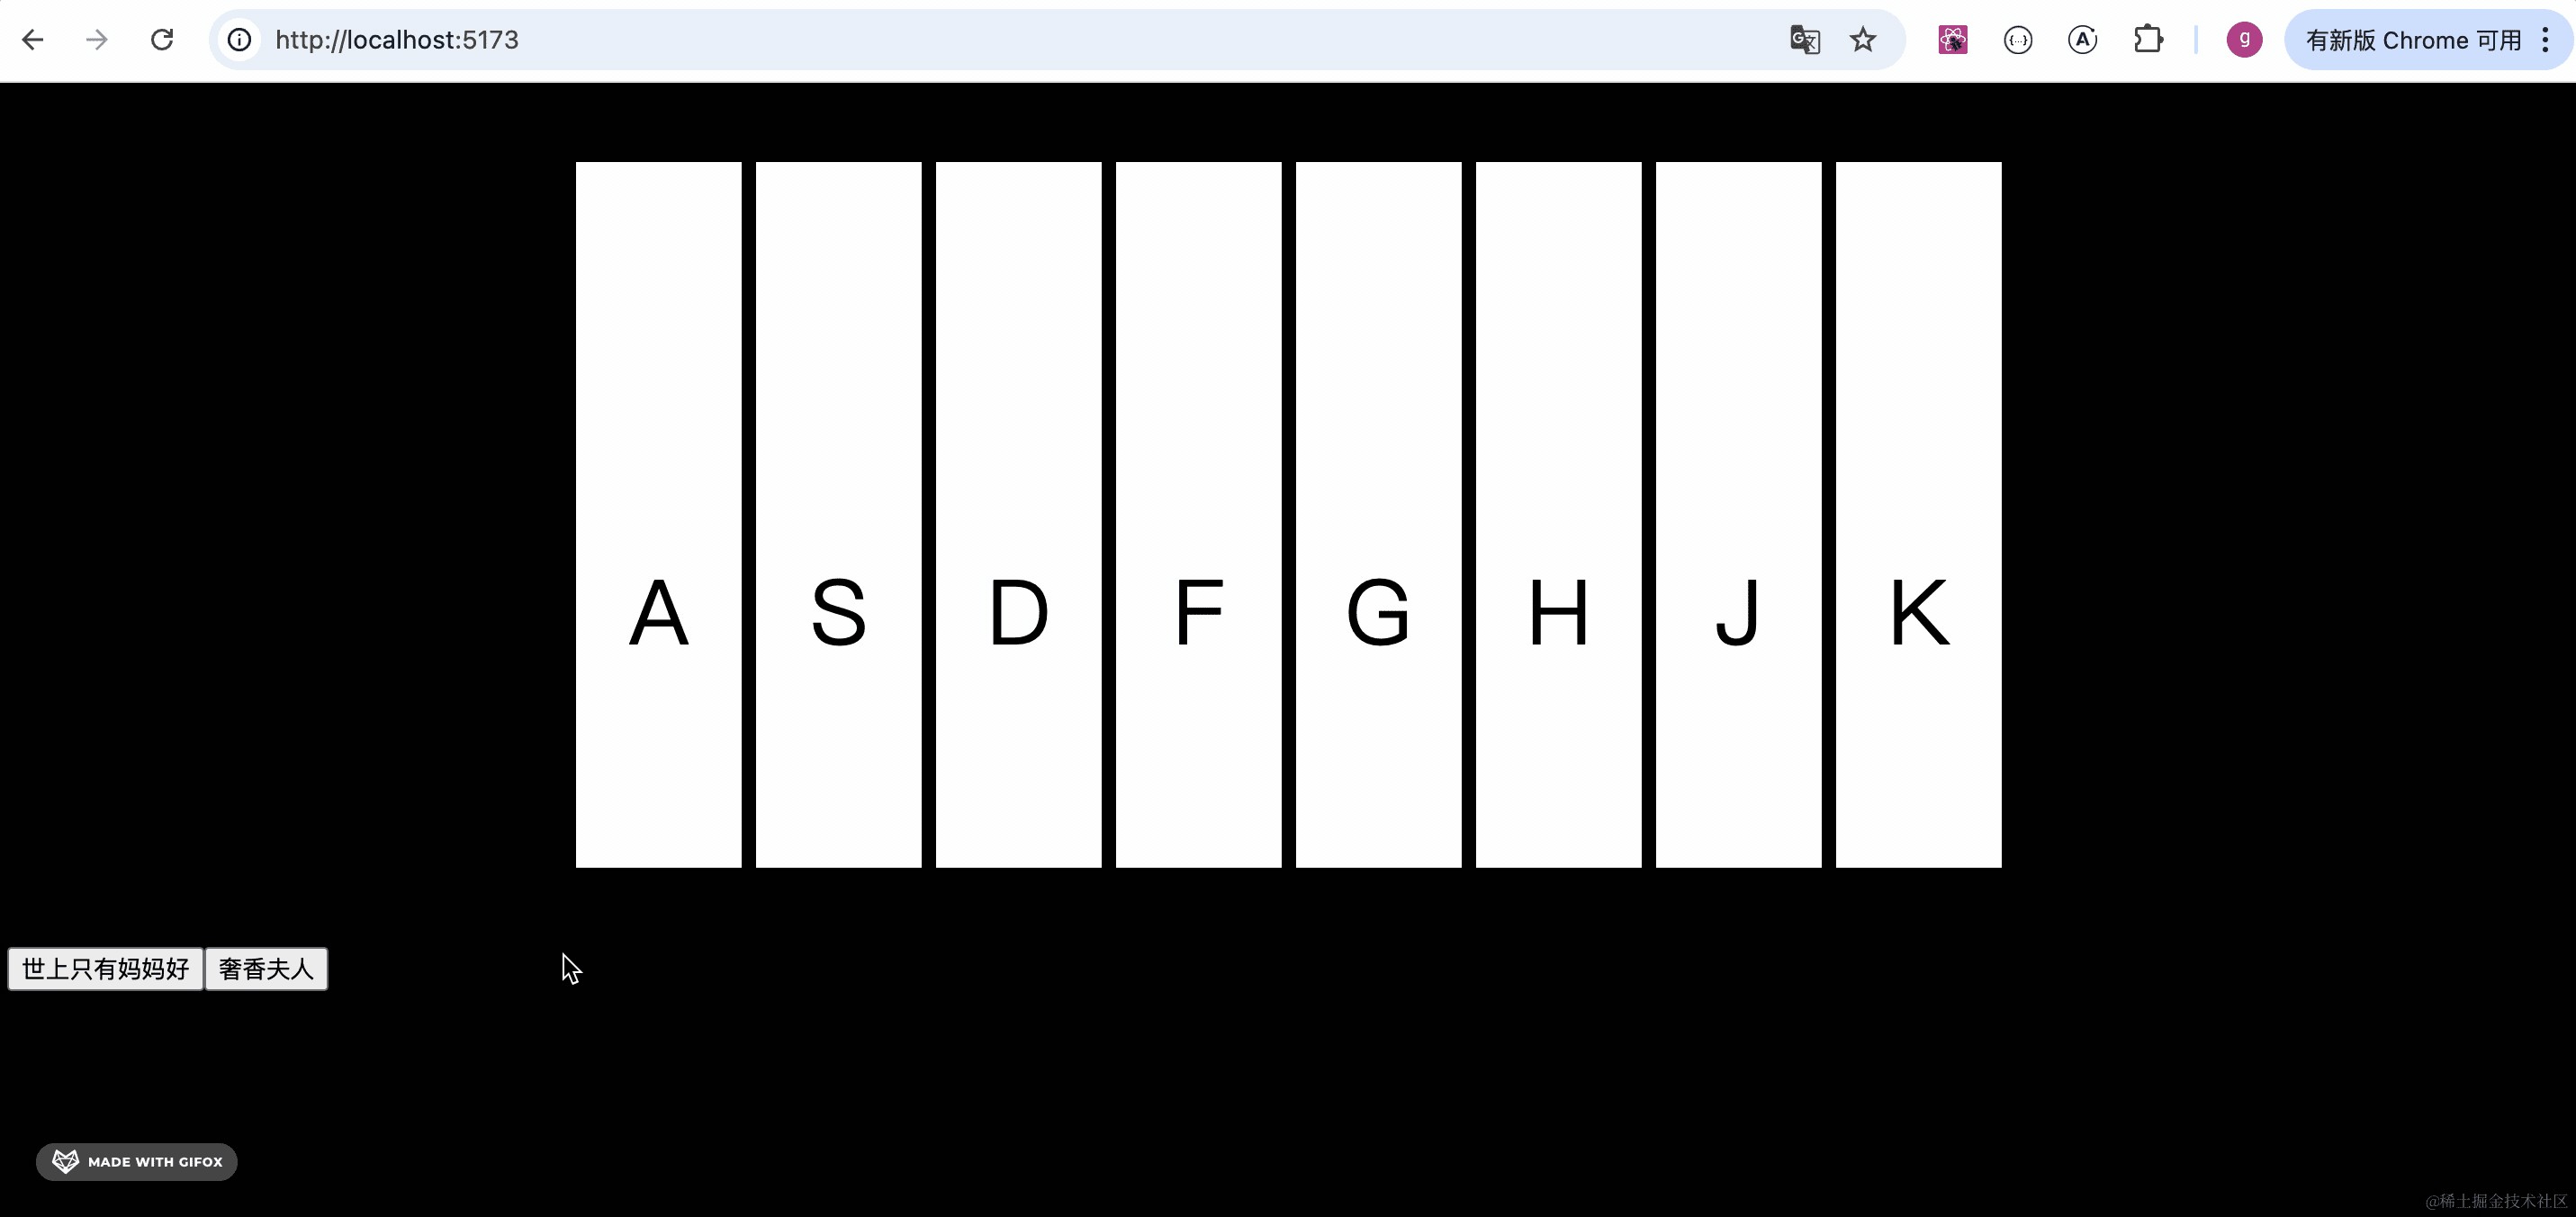 http://localhost:5173
g
有新版 Chrome 可用
A S D F G H J K
世上只有妈妈好 奢香夫人
MADE WITH GIFOX
@稀土掘金技术社区